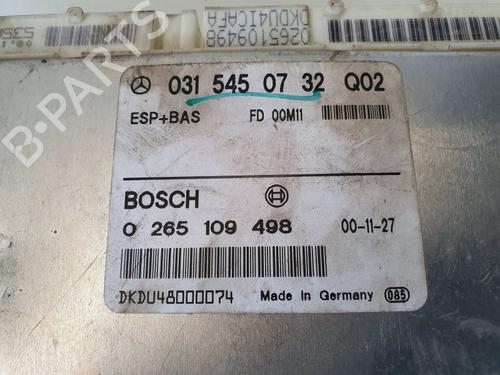 0265109498
DKDU4ICAFA
031 545 07 32 Q02
ESP+BAS FD 00M11
BOSCH
0 265 109 498 00-11-27
DKDU48000074 Made in Germany 085
B-PARTS